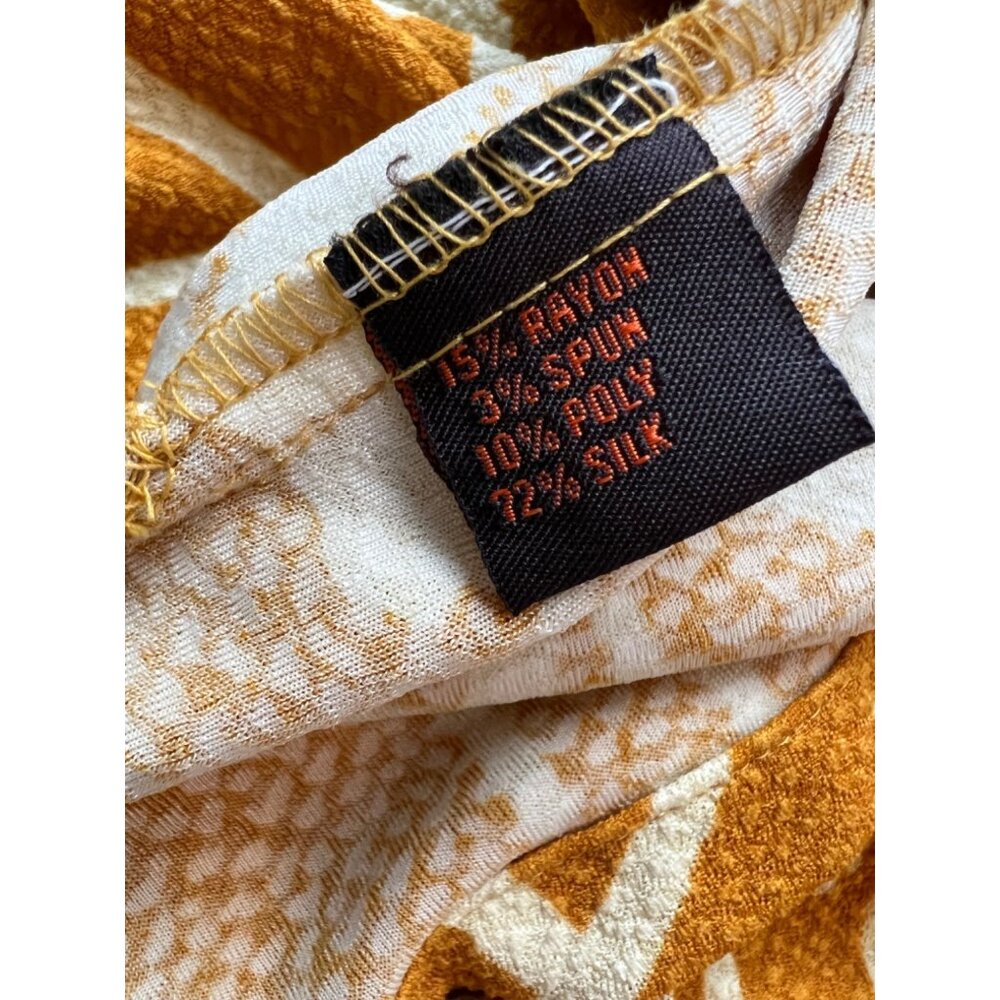 15% RAYON
3% SPUN
10% POLY
72% SILK